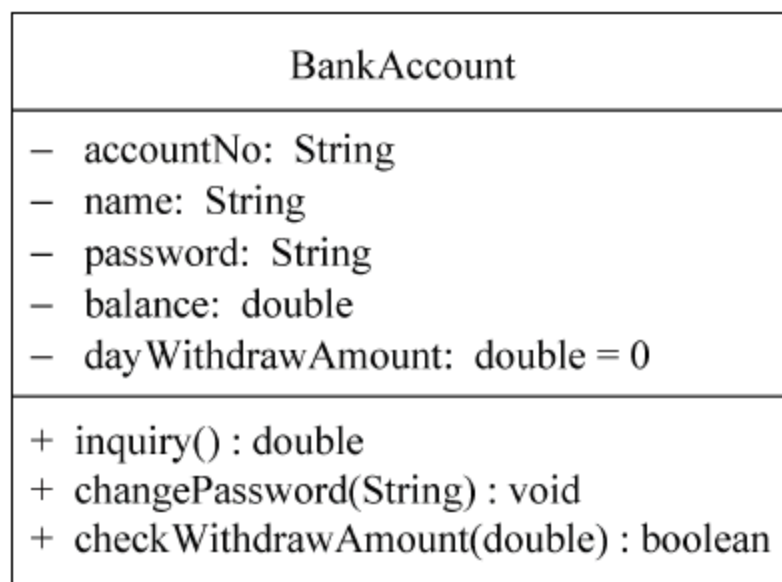 BankAccount
– accountNo: String
– name: String
– password: String
– balance: double
– dayWithdrawAmount: double = 0
+ inquiry() : double
+ changePassword(String) : void
+ checkWithdrawAmount(double) : boolean